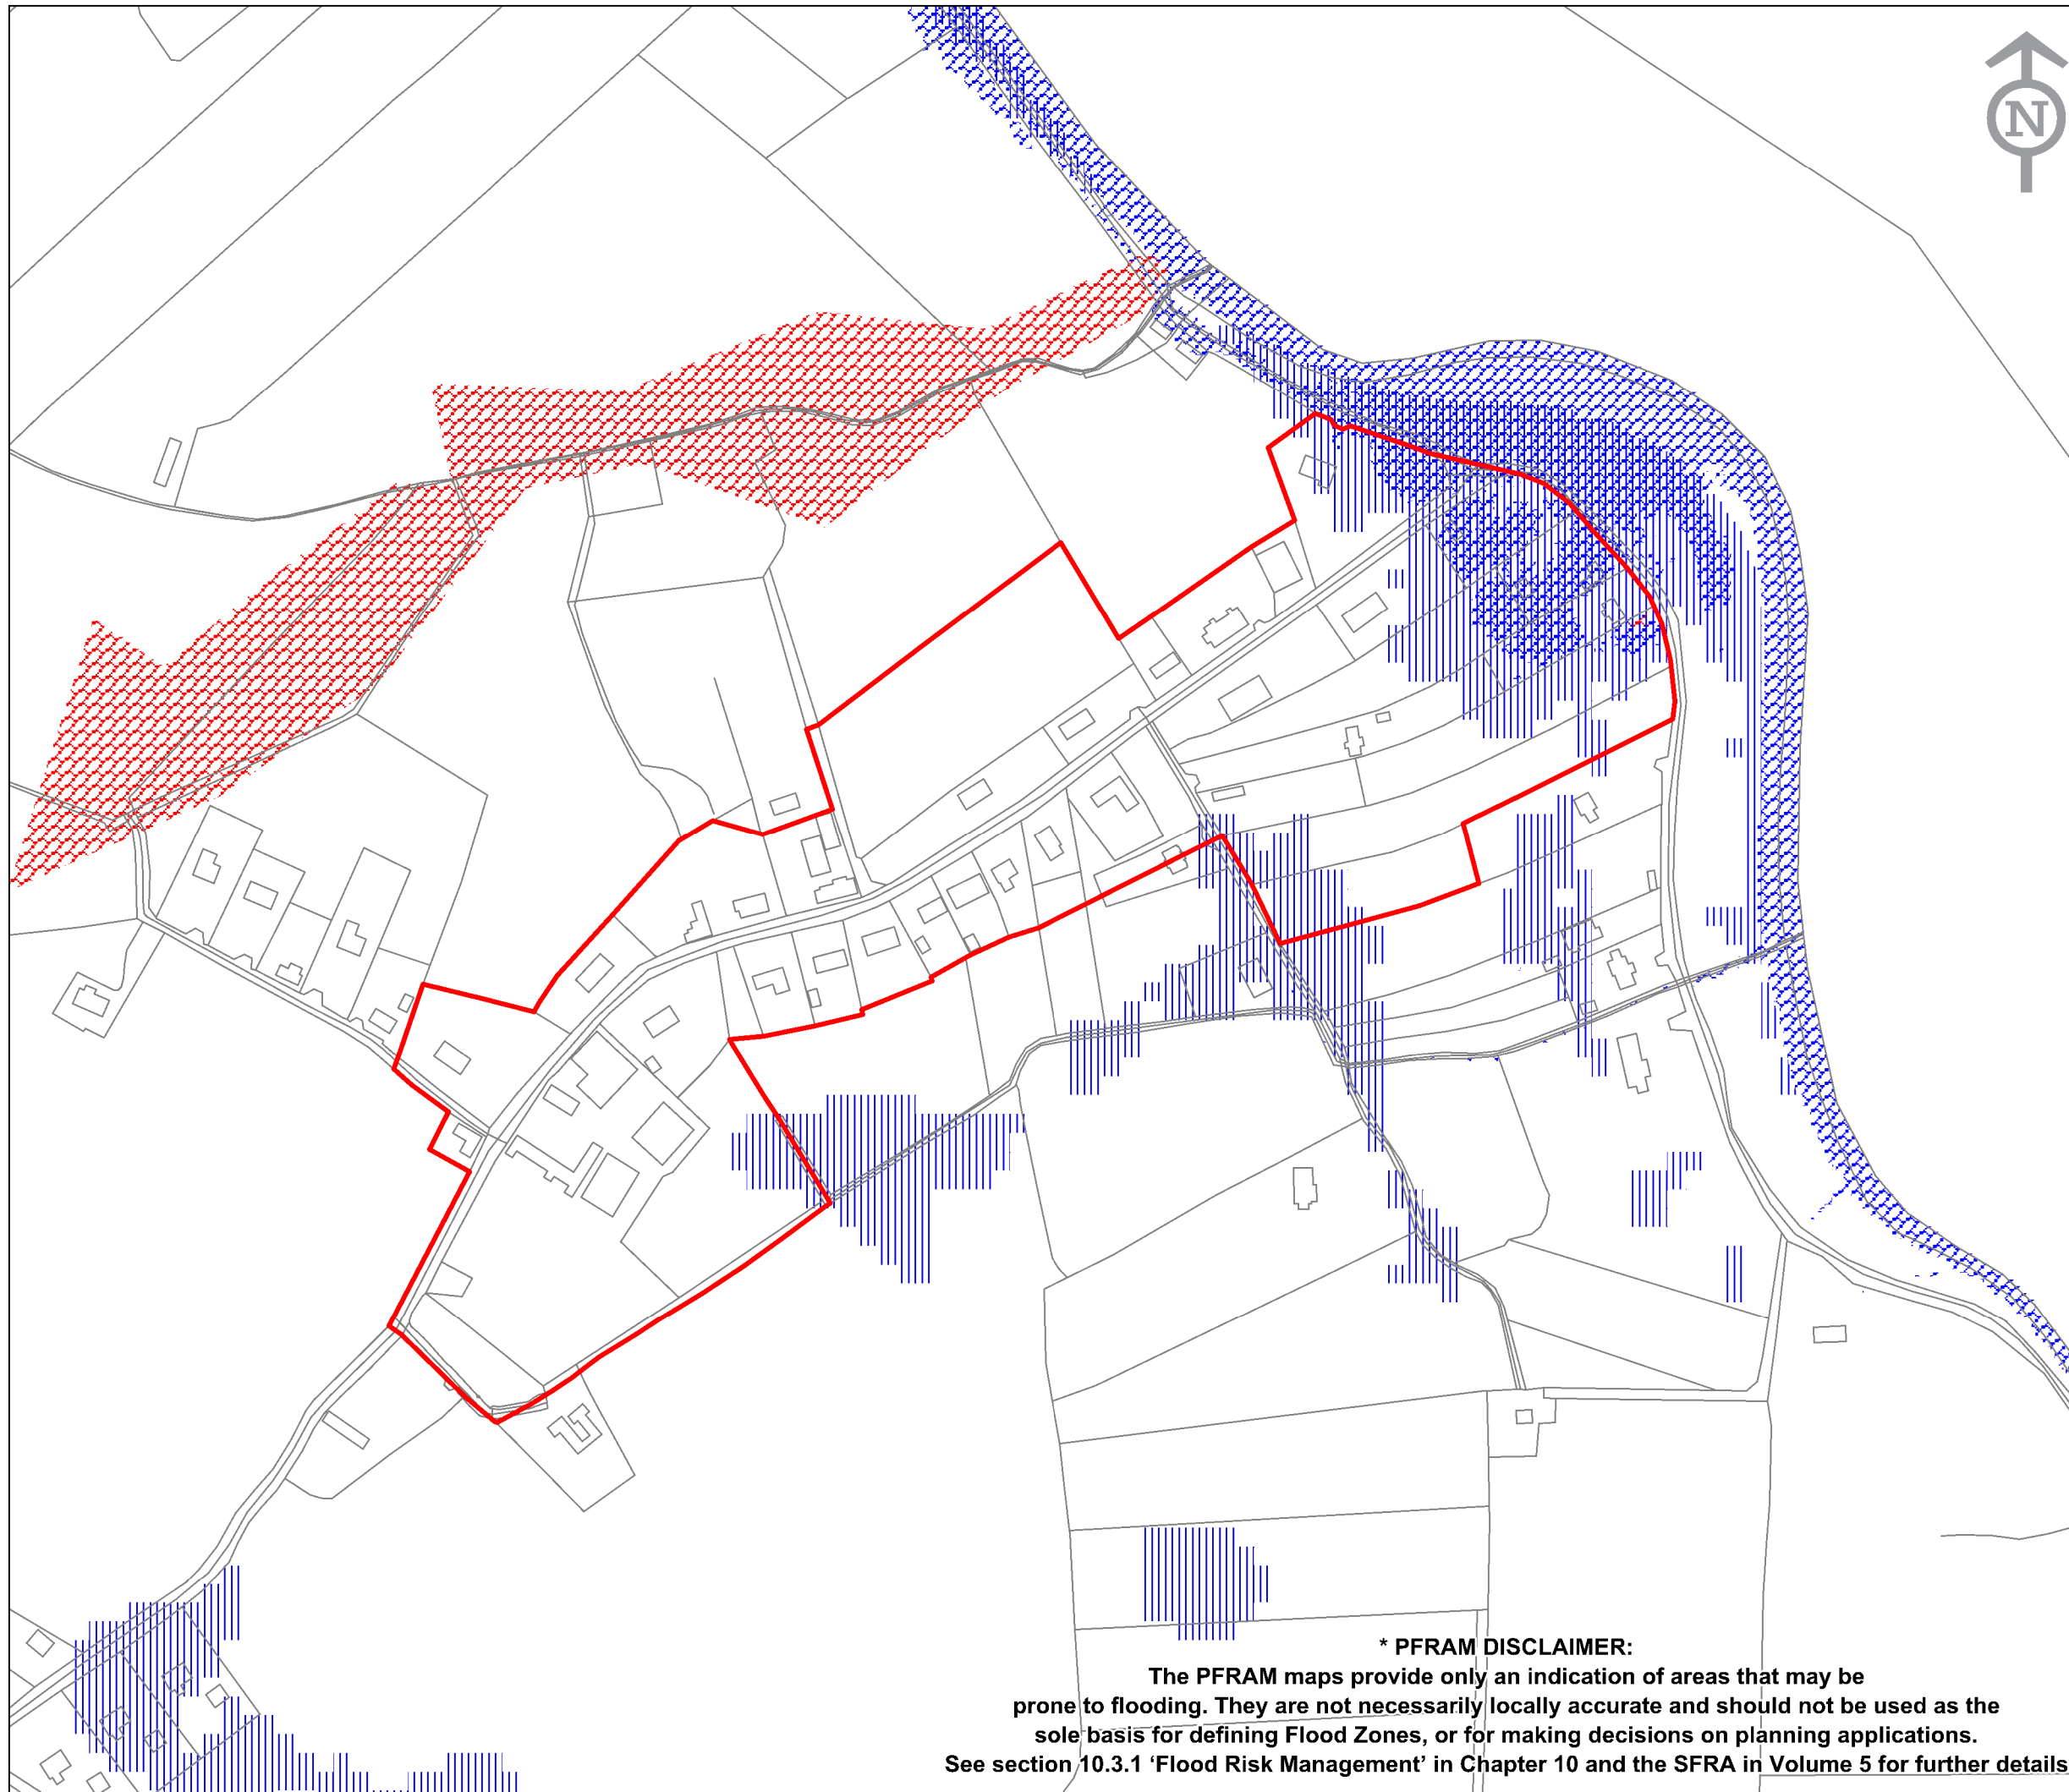 N
* PFRAM DISCLAIMER:
The PFRAM maps provide only an indication of areas that may be
prone to flooding. They are not necessarily locally accurate and should not be used as the
sole basis for defining Flood Zones, or for making decisions on planning applications.
See section 10.3.1 ‘Flood Risk Management’ in Chapter 10 and the SFRA in Volume 5 for further details